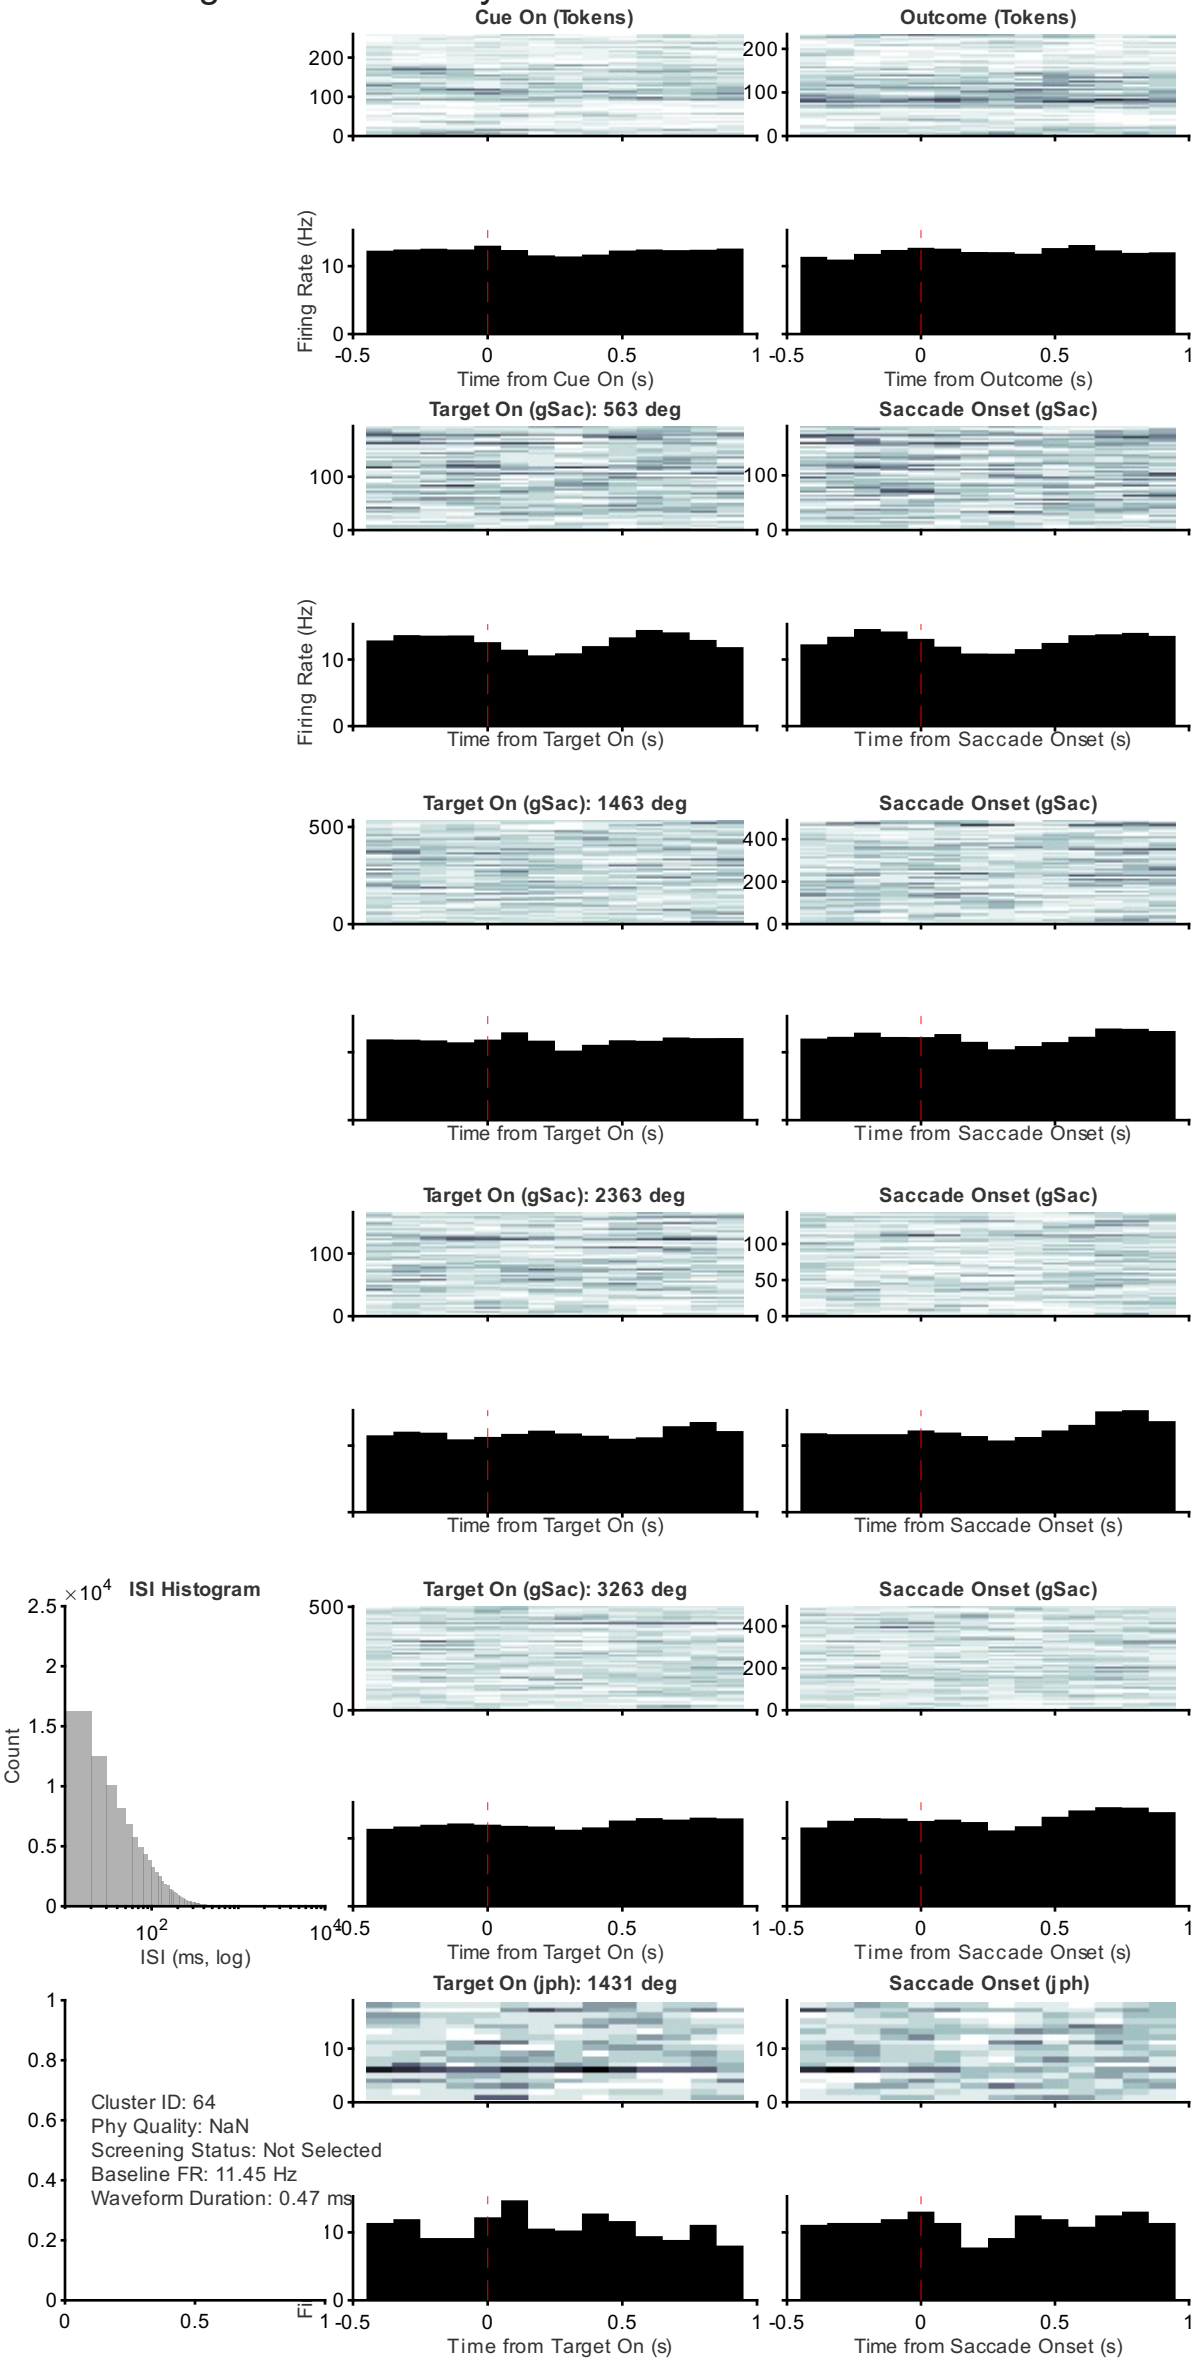 Cue On (Tokens)
Outcome (Tokens)
200
100
0
200
100
0
Firing Rate (Hz)
10
0
-0.5
0
0.5
1
-0.5
0
0.5
1
Time from Cue On (s)
Time from Outcome (s)
Target On (gSac): 563 deg
Saccade Onset (gSac)
100
0
100
0
Firing Rate (Hz)
10
0
Time from Target On (s)
Time from Saccade Onset (s)
Target On (gSac): 1463 deg
Saccade Onset (gSac)
500
0
400
200
0
Time from Target On (s)
Time from Saccade Onset (s)
Target On (gSac): 2363 deg
Saccade Onset (gSac)
100
0
100
50
0
Time from Target On (s)
Time from Saccade Onset (s)
×10⁴
ISI Histogram
Target On (gSac): 3263 deg
Saccade Onset (gSac)
2.5
2
1.5
1
0.5
0
Count
10²
10⁴
ISI (ms, log)
500
0
400
200
0
-0.5
0
0.5
1
-0.5
0
0.5
1
Time from Target On (s)
Time from Saccade Onset (s)
Target On (jph): 1431 deg
Saccade Onset (jph)
1
0.8
0.6
0.4
0.2
0
0
0.5
1
Cluster ID: 64
Phy Quality: NaN
Screening Status: Not Selected
Baseline FR: 11.45 Hz
Waveform Duration: 0.47 ms
10
0
10
0
Fi
10
0
-0.5
0
0.5
1
-0.5
0
0.5
1
Time from Target On (s)
Time from Saccade Onset (s)